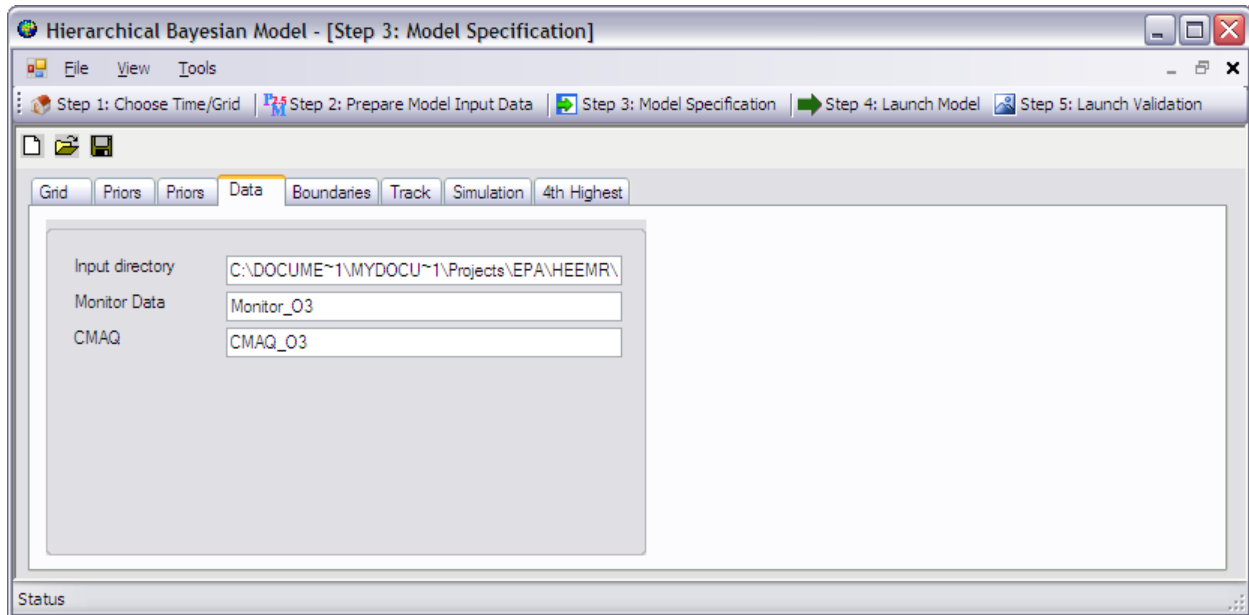 Hierarchical Bayesian Model - [Step 3: Model Specification]
File View Tools
Step 1: Choose Time/Grid PM2.5 Step 2: Prepare Model Input Data Step 3: Model Specification Step 4: Launch Model Step 5: Launch Validation
Grid Priors Priors Data Boundaries Track Simulation 4th Highest
Input directory C:\DOCUME~1\MYDOCU~1\Projects\EPA\HEEMR\
Monitor Data Monitor_O3
CMAQ CMAQ_O3
Status